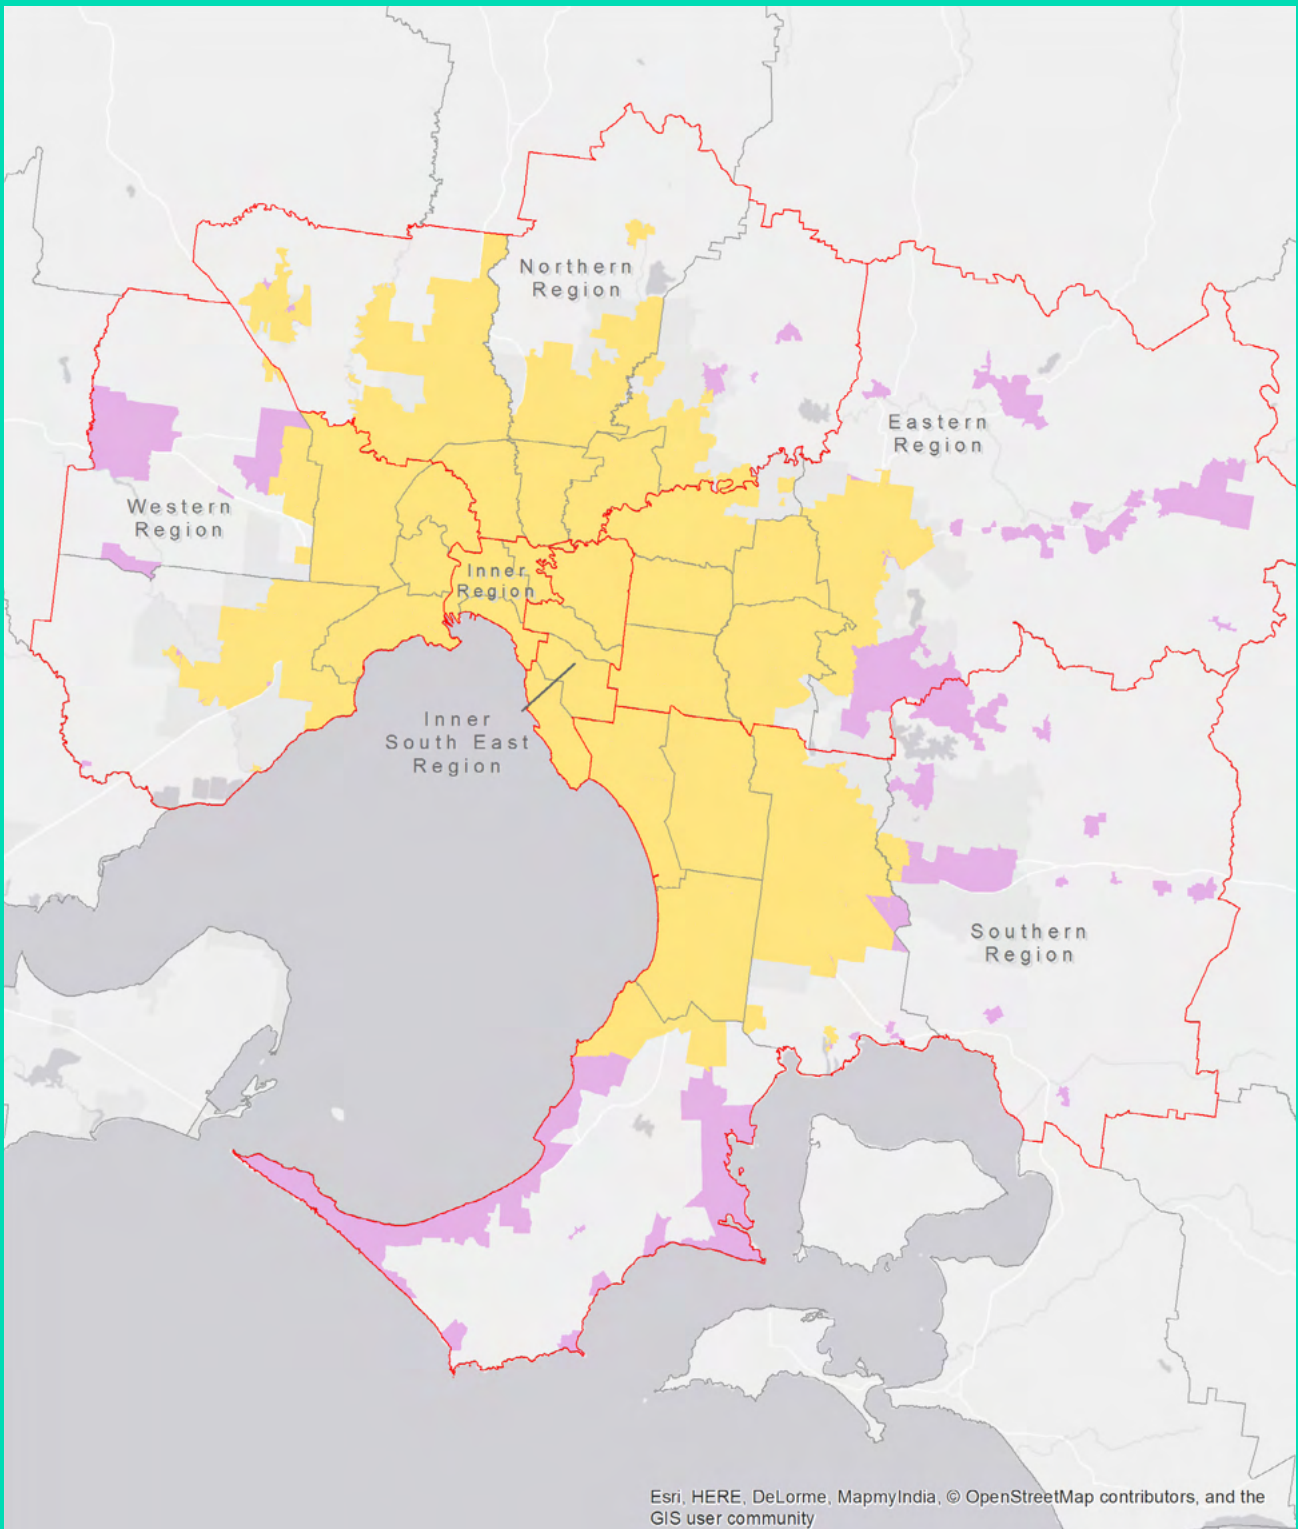 Northern
Region
Eastern
Region
Western
Region
Inner
Region
Inner
South East
Region
Southern
Region
Esri, HERE, DeLorme, MapmyIndia, © OpenStreetMap contributors, and the
GIS user community